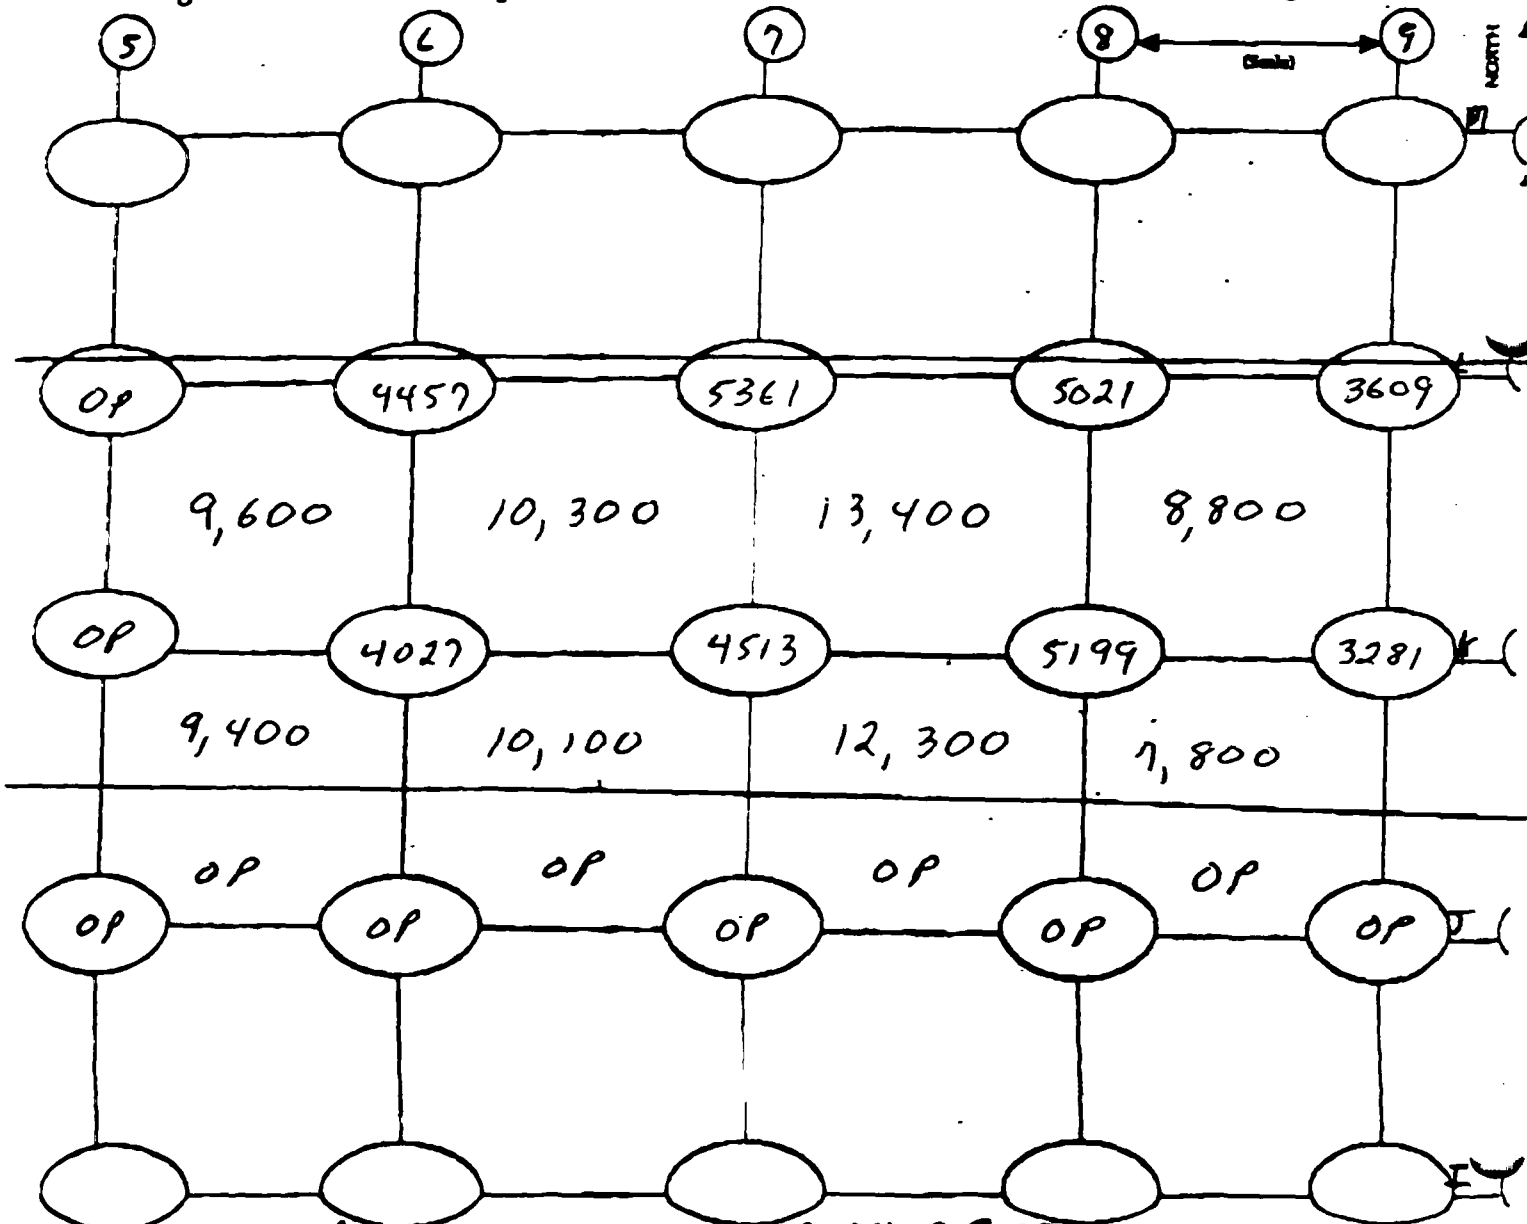 5 6 7 8 9
(Scale)
NORTH
M
OP 4457 5361 5021 3609 L
9,600 10,300 13,400 8,800
OP 4027 4513 5199 3281 K
9,400 10,100 12,300 7,800
OP OP OP OP
OP OP OP OP OP J
I